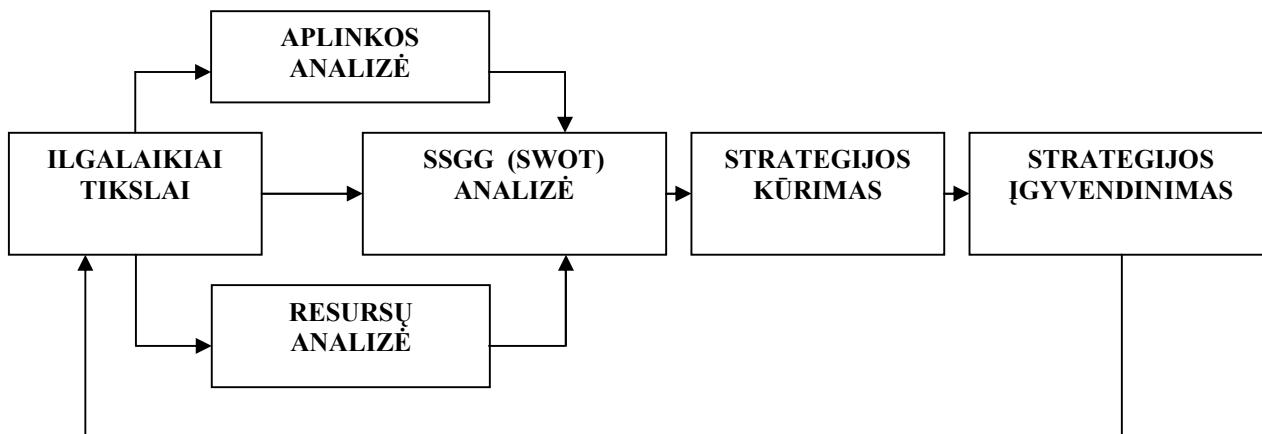 APLINKOS
ANALIZĖ
ILGALAIKIAI
TIKSLAI
SSGG (SWOT)
ANALIZĖ
STRATEGIJOS
KŪRIMAS
STRATEGIJOS
ĮGYVENDINIMAS
RESURSŲ
ANALIZĖ